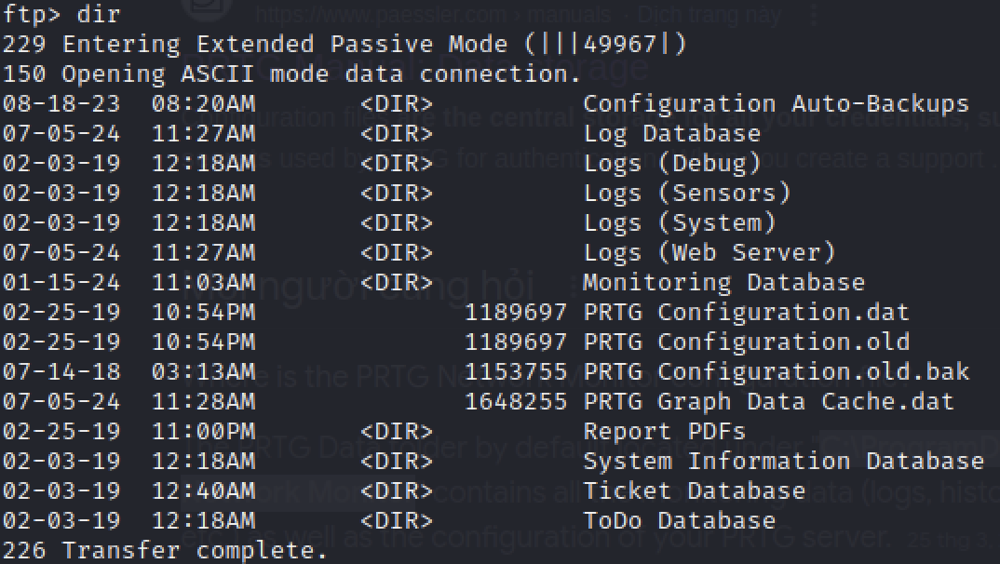 ftp> dir
229 Entering Extended Passive Mode (|||49967|)
150 Opening ASCII mode data connection.
08-18-23  08:20AM       <DIR>          Configuration Auto-Backups
07-05-24  11:27AM       <DIR>          Log Database
02-03-19  12:18AM       <DIR>          Logs (Debug)
02-03-19  12:18AM       <DIR>          Logs (Sensors)
02-03-19  12:18AM       <DIR>          Logs (System)
07-05-24  11:27AM       <DIR>          Logs (Web Server)
01-15-24  11:03AM       <DIR>          Monitoring Database
02-25-19  10:54PM              1189697 PRTG Configuration.dat
02-25-19  10:54PM              1189697 PRTG Configuration.old
07-14-18  03:13AM              1153755 PRTG Configuration.old.bak
07-05-24  11:28AM              1648255 PRTG Graph Data Cache.dat
02-25-19  11:00PM       <DIR>          Report PDFs
02-03-19  12:18AM       <DIR>          System Information Database
02-03-19  12:40AM       <DIR>          Ticket Database
02-03-19  12:18AM       <DIR>          ToDo Database
226 Transfer complete.